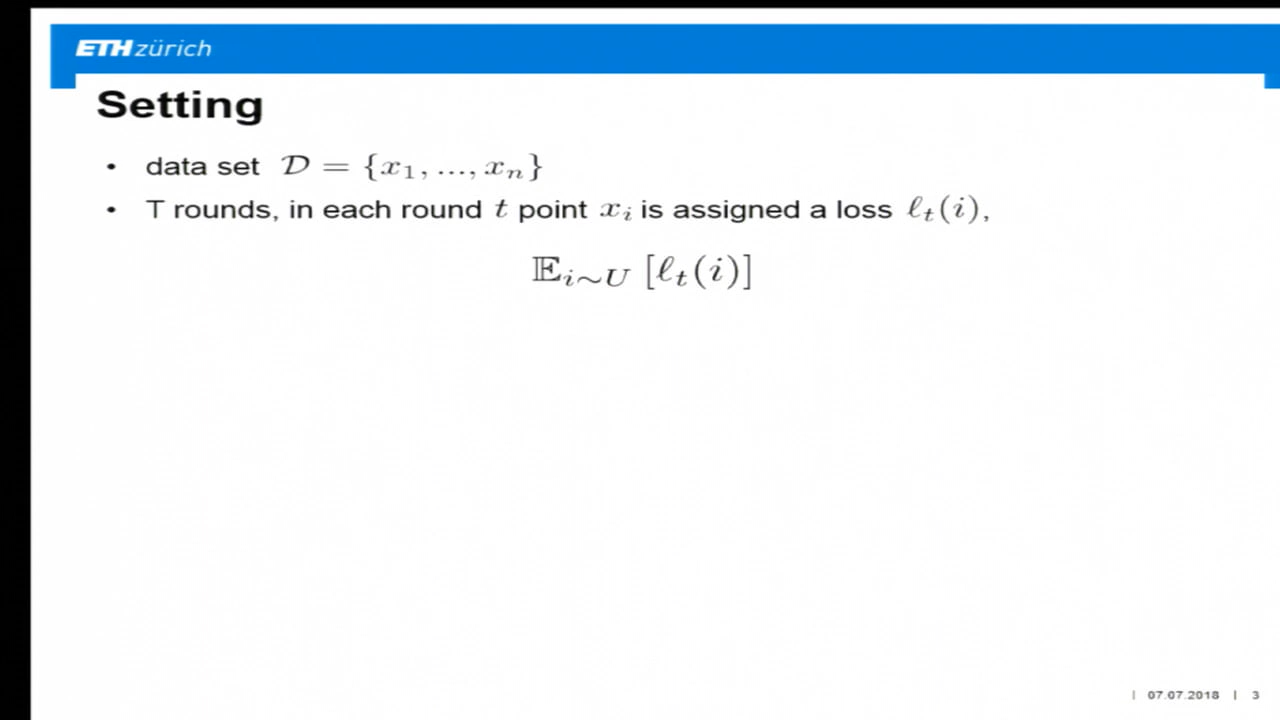 ETH zürich
Setting
• data set 𝒟 = {x₁, ..., xₙ}
• T rounds, in each round t point xᵢ is assigned a loss ℓₜ(i),
𝔼_{i∼U} [ℓₜ(i)]
| 07.07.2018 | 3